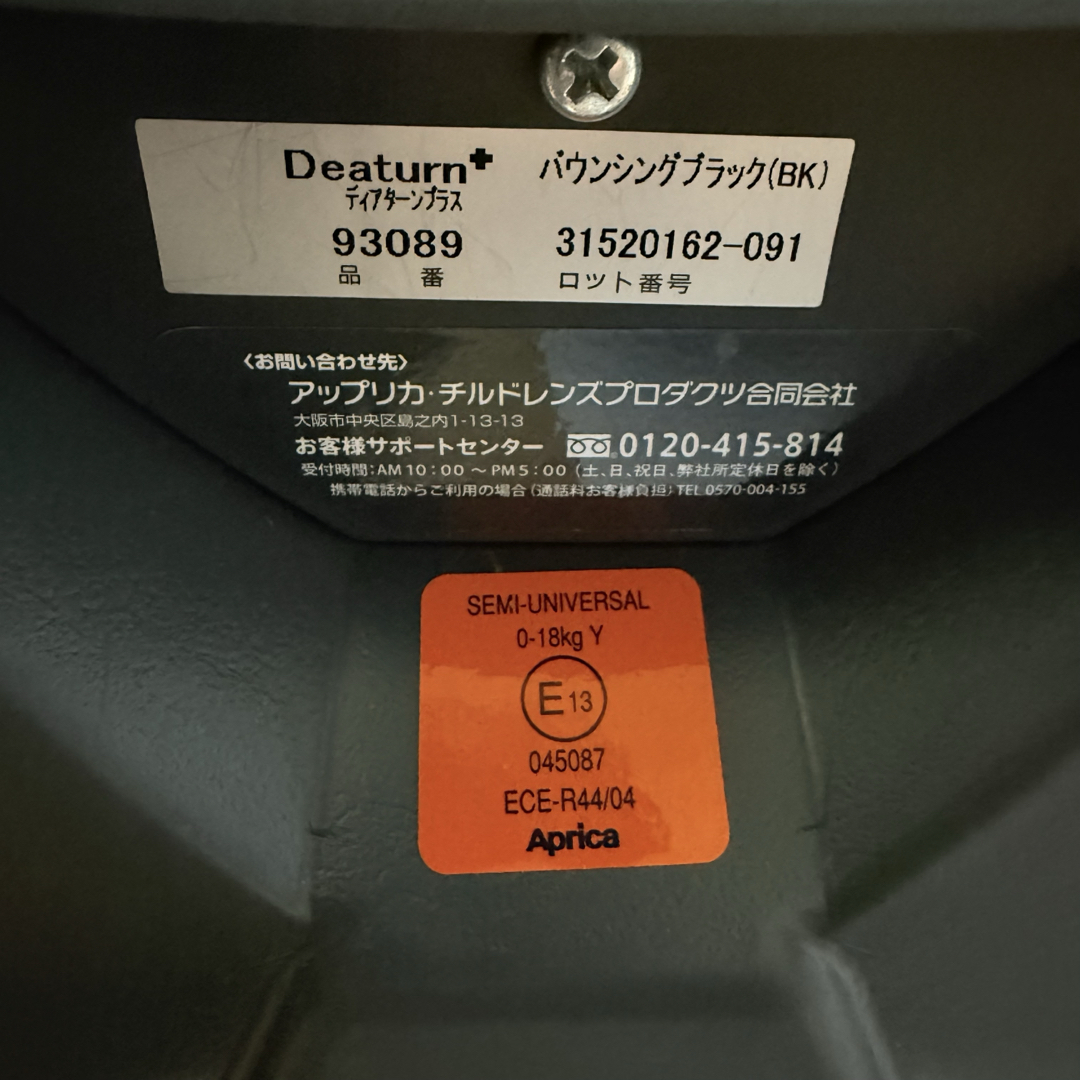 Deaturn+ バウンシングブラック(BK)
ディアターンプラス
93089 31520162-091
品番 ロット番号
〈お問い合わせ先〉
アップリカ・チルドレンズプロダクツ合同会社
大阪市中央区島之内1-13-13
お客様サポートセンター 0120-415-814
受付時間:AM10:00~PM5:00(土、日、祝日、弊社所定休日を除く)
携帯電話からご利用の場合(通話料お客様負担)TEL 0570-004-155
SEMI-UNIVERSAL
0-18kg Y
E13
045087
ECE-R44/04
Aprica